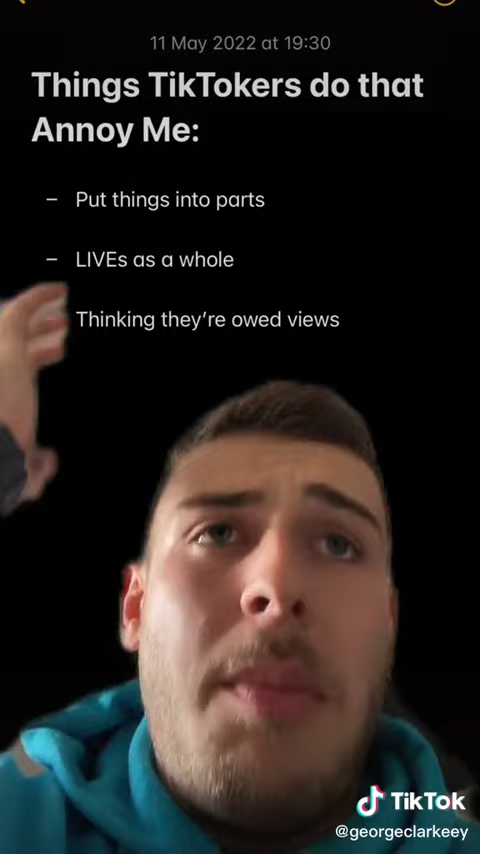 11 May 2022 at 19:30
Things TikTokers do that
Annoy Me:
– Put things into parts
– LIVEs as a whole
Thinking they’re owed views
TikTok
@georgeclarkeey